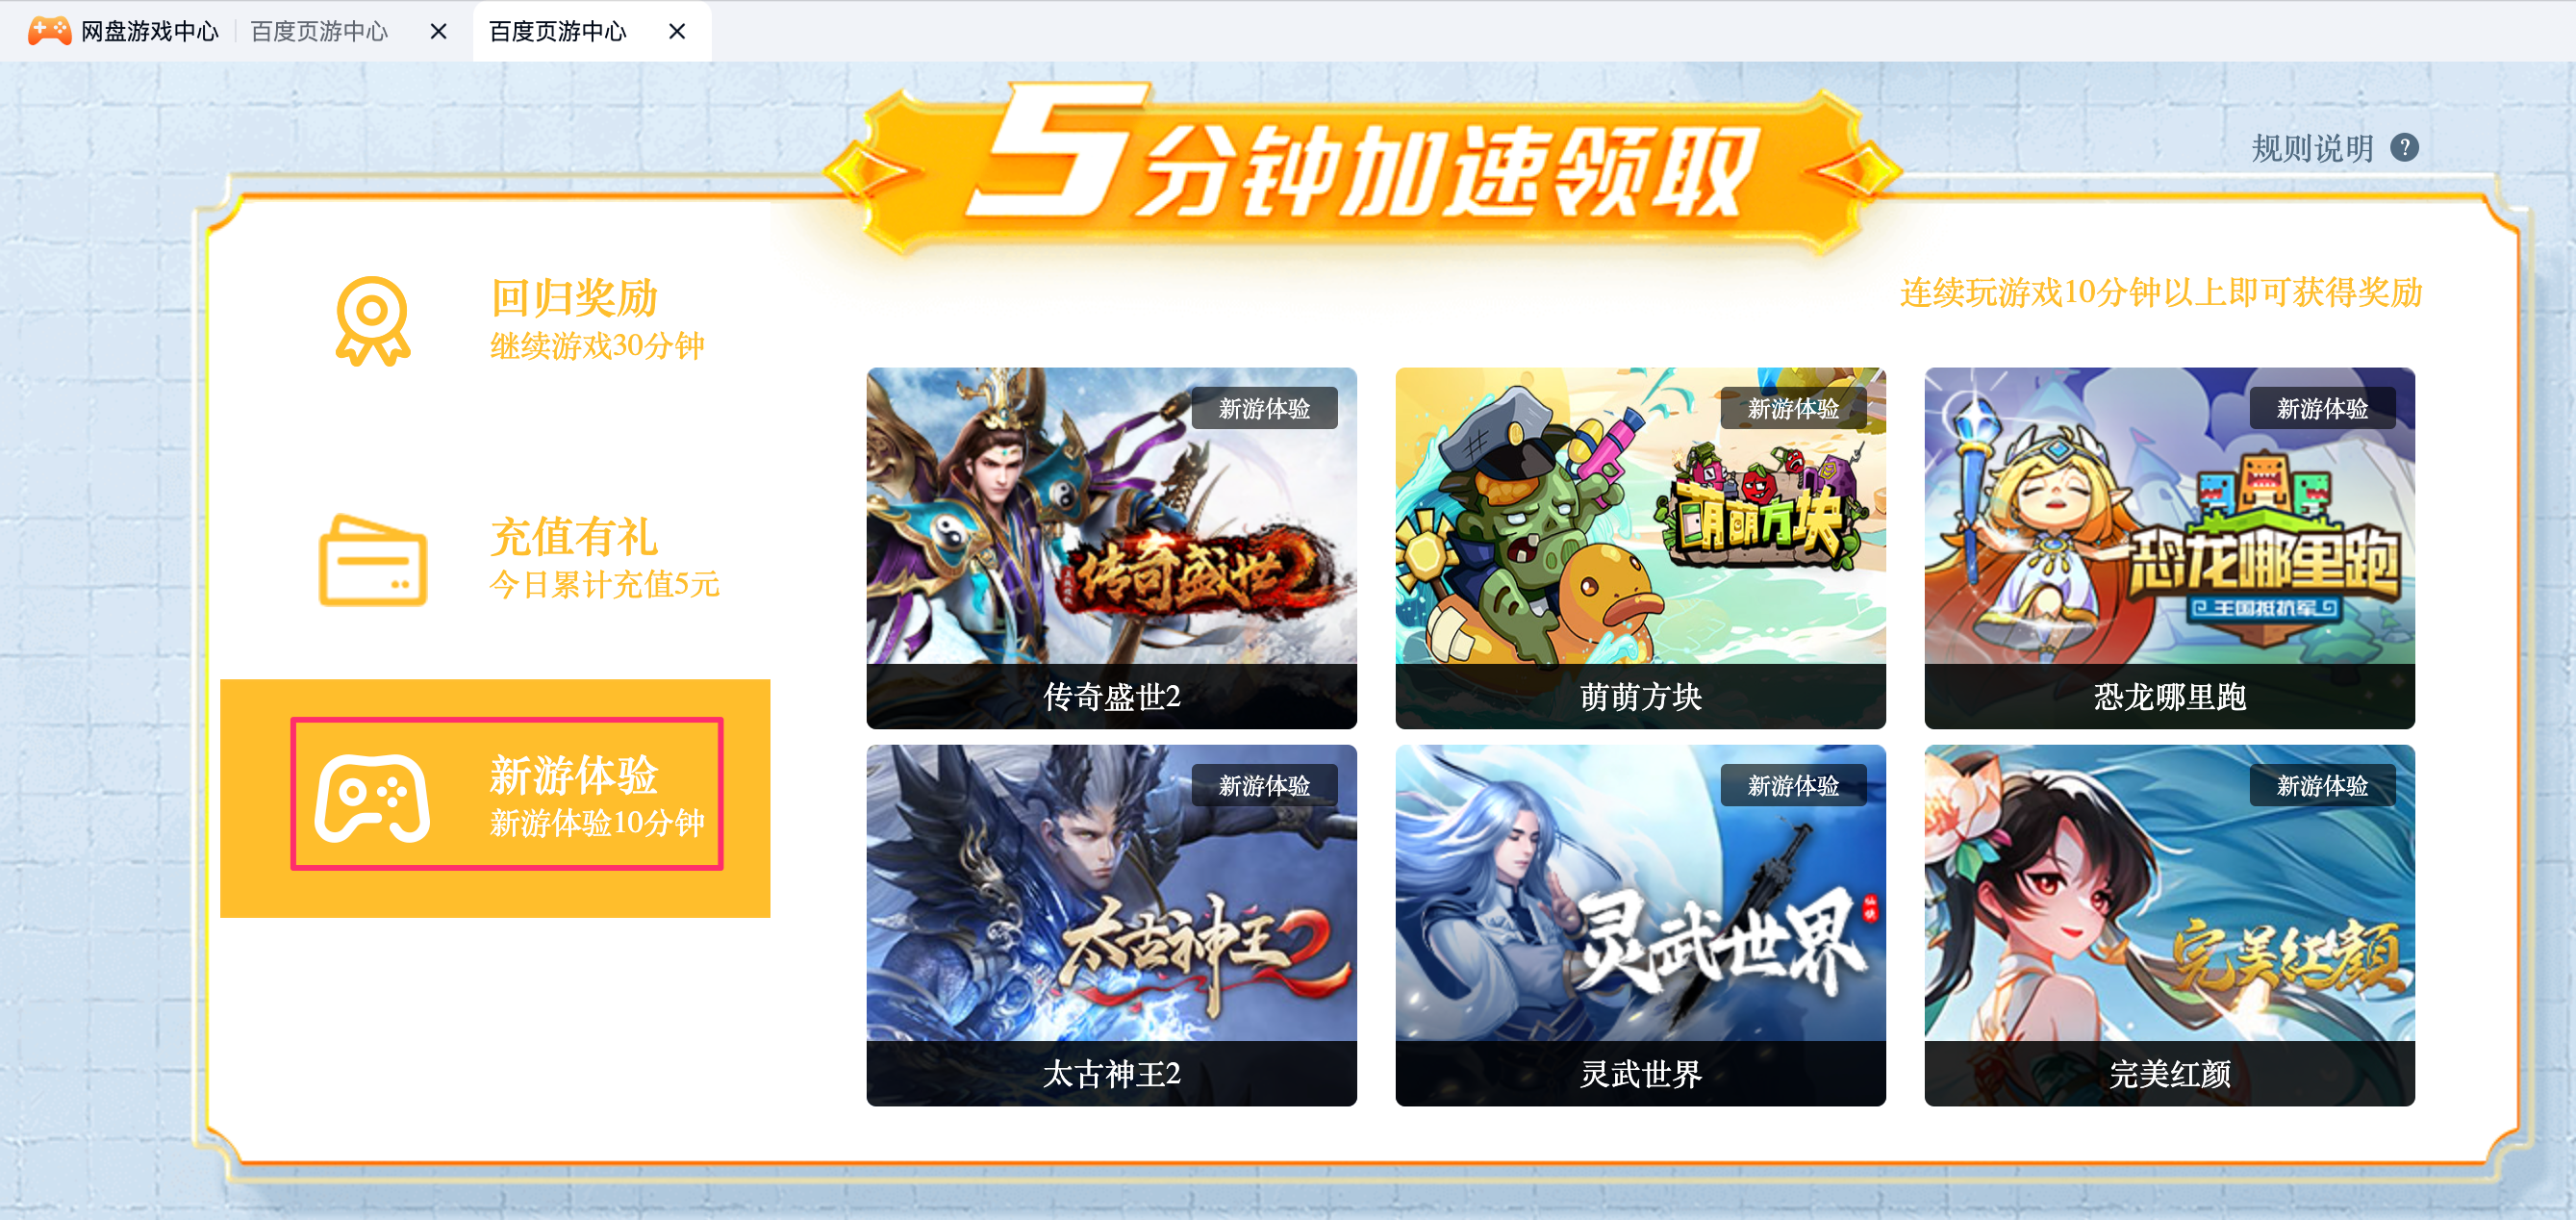 网盘游戏中心
百度页游中心
百度页游中心
5分钟加速领取
规则说明 ?
回归奖励
继续游戏30分钟
充值有礼
今日累计充值5元
新游体验
新游体验10分钟
连续玩游戏10分钟以上即可获得奖励
新游体验
传奇盛世2
传奇盛世2
新游体验
萌萌方块
萌萌方块
新游体验
恐龙哪里跑
王国抵抗军
恐龙哪里跑
新游体验
太古神王2
太古神王2
新游体验
灵武世界
仙侠
灵武世界
新游体验
完美红颜
完美红颜